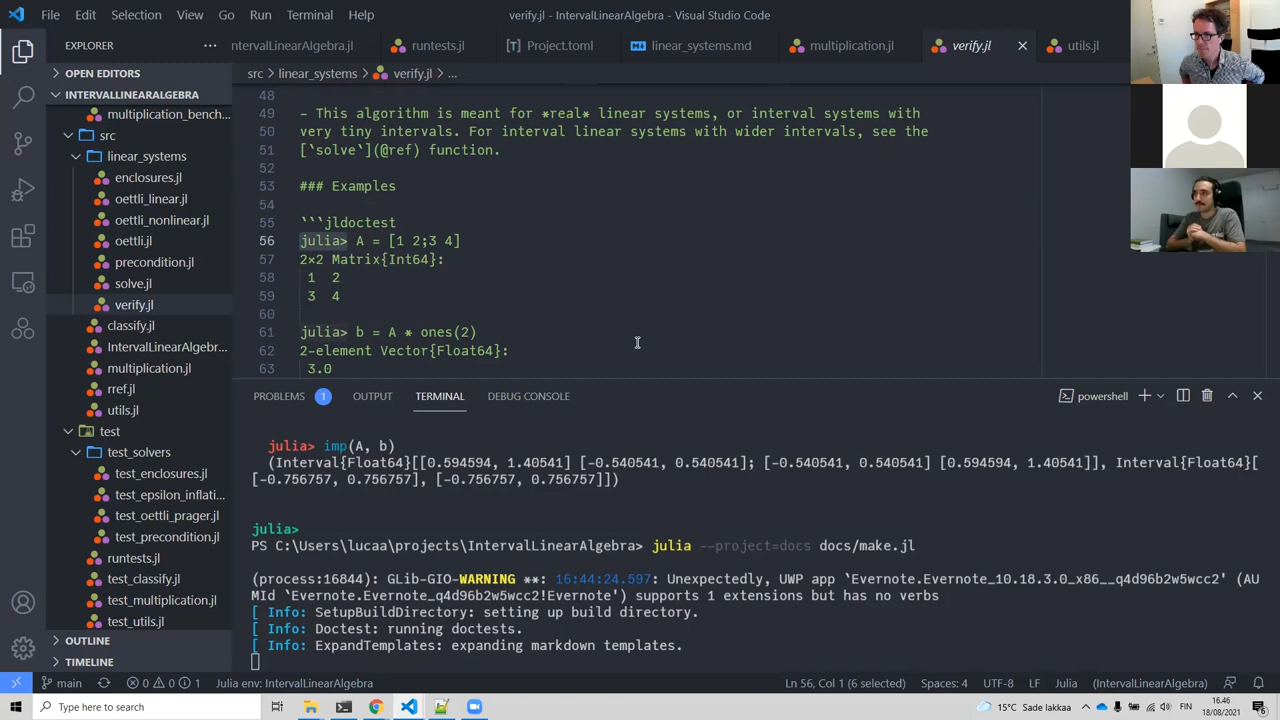 File Edit Selection View Go Run Terminal Help
verify.jl - IntervalLinearAlgebra - Visual Studio Code
EXPLORER
IntervalLinearAlgebra.jl runtests.jl Project.toml linear_systems.md multiplication.jl verify.jl utils.jl
OPEN EDITORS
INTERVALLINEARALGEBRA
multiplication_bench...
src
linear_systems
enclosures.jl
oettli_linear.jl
oettli_nonlinear.jl
oettli.jl
precondition.jl
solve.jl
verify.jl
classify.jl
IntervalLinearAlgebr...
multiplication.jl
rref.jl
utils.jl
test
test_solvers
test_enclosures.jl
test_epsilon_inflati...
test_oettli_prager.jl
test_precondition.jl
runtests.jl
test_classify.jl
test_multiplication.jl
test_utils.jl
OUTLINE
TIMELINE
src > linear_systems > verify.jl > ...
48
49 - This algorithm is meant for *real* linear systems, or interval systems with
50 very tiny intervals. For interval linear systems with wider intervals, see the
51 [`solve`](@ref) function.
52
53 ### Examples
54
55 ```jldoctest
56 julia> A = [1 2;3 4]
57 2×2 Matrix{Int64}:
58 1 2
59 3 4
60
61 julia> b = A * ones(2)
62 2-element Vector{Float64}:
63 3.0
PROBLEMS 1 OUTPUT TERMINAL DEBUG CONSOLE
powershell
julia> imp(A, b)
(Interval{Float64}[[0.594594, 1.40541] [-0.540541, 0.540541]; [-0.540541, 0.540541] [0.594594, 1.40541]], Interval{Float64}[
[-0.756757, 0.756757], [-0.756757, 0.756757]])
julia>
PS C:\Users\lucaa\projects\IntervalLinearAlgebra> julia --project=docs docs/make.jl
(process:16844): GLib-GIO-WARNING **: 16:44:24.597: Unexpectedly, UWP app `Evernote.Evernote_10.18.3.0_x86__q4d96b2w5wcc2' (AU
MId `Evernote.Evernote_q4d96b2w5wcc2!Evernote') supports 1 extensions but has no verbs
[ Info: SetupBuildDirectory: setting up build directory.
[ Info: Doctest: running doctests.
[ Info: ExpandTemplates: expanding markdown templates.
main 0 0 1 Julia env: IntervalLinearAlgebra
Ln 56, Col 1 (6 selected) Spaces: 4 UTF-8 LF Julia (IntervalLinearAlgebra)
Type here to search
15°C Sade lakkaa FIN 16.46
18/08/2021 6